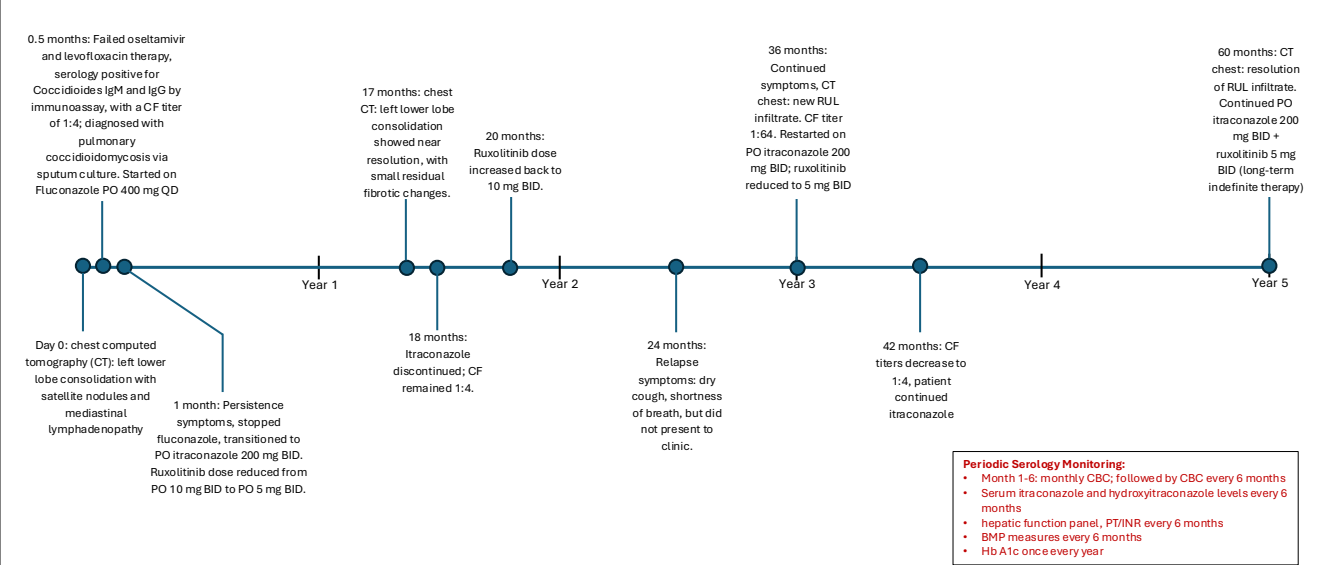 0.5 months: Failed oseltamivir
and levofloxacin therapy,
serology positive for
Coccidioides IgM and IgG by
immunoassay, with a CF titer
of 1:4; diagnosed with
pulmonary
coccidioidomycosis via
sputum culture. Started on
Fluconazole PO 400 mg QD
17 months: chest
CT: left lower lobe
consolidation
showed near
resolution, with
small residual
fibrotic changes.
20 months:
Ruxolitinib dose
increased back to
10 mg BID.
36 months:
Continued
symptoms, CT
chest: new RUL
infiltrate. CF titer
1:64. Restarted on
PO itraconazole 200
mg BID; ruxolitinib
reduced to 5 mg BID
60 months: CT
chest: resolution
of RUL infiltrate.
Continued PO
itraconazole 200
mg BID +
ruxolitinib 5 mg
BID (long-term
indefinite therapy)
Year 1
Year 2
Year 3
Year 4
Year 5
Day 0: chest computed
tomography (CT): left lower
lobe consolidation with
satellite nodules and
mediastinal
lymphadenopathy
1 month: Persistence
symptoms, stopped
fluconazole, transitioned to
PO itraconazole 200 mg BID.
Ruxolitinib dose reduced from
PO 10 mg BID to PO 5 mg BID.
18 months:
Itraconazole
discontinued; CF
remained 1:4.
24 months:
Relapse
symptoms: dry
cough, shortness
of breath, but did
not present to
clinic.
42 months: CF
titers decrease to
1:4, patient
continued
itraconazole
Periodic Serology Monitoring:
• Month 1-6: monthly CBC; followed by CBC every 6 months
• Serum itraconazole and hydroxyitraconazole levels every 6
months
• hepatic function panel, PT/INR every 6 months
• BMP measures every 6 months
• Hb A1c once every year